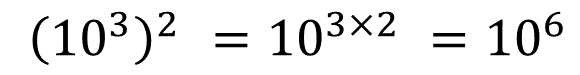 (10³)² = 10³ˣ² = 10⁶